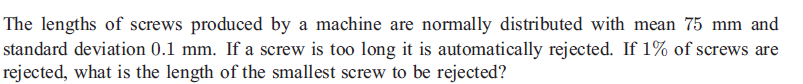 The lengths of screws produced by a machine are normally distributed with mean 75 mm and
standard deviation 0.1 mm. If a screw is too long it is automatically rejected. If 1% of screws are
rejected, what is the length of the smallest screw to be rejected?